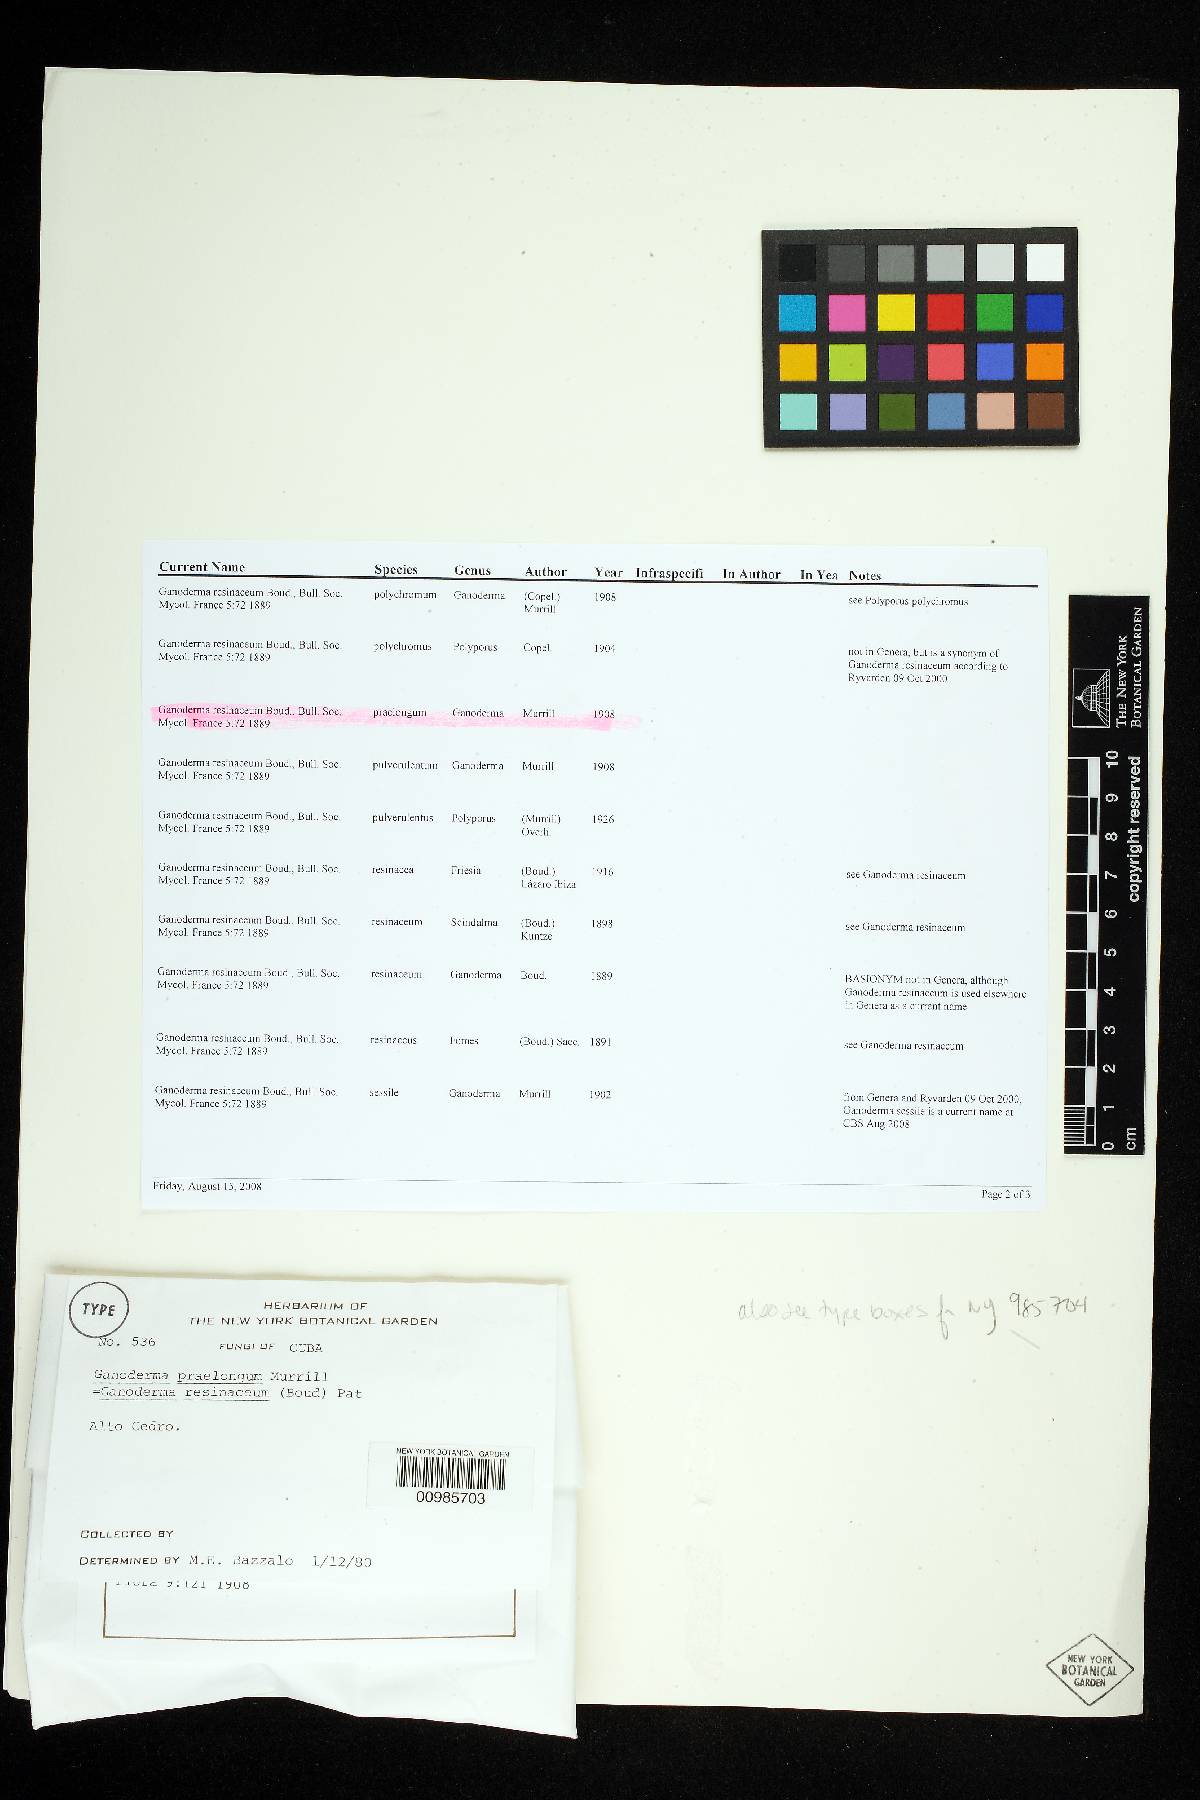 Current Name Species Genus Author Year Infraspecifi In Author In Yea Notes
Ganoderma resinaceum Boud., Bull. Soc. polychromum Ganoderma (Copel.) 1908 see Polyporus polychromus
Mycol. France 5:72 1889 Murrill
Ganoderma resinaceum Boud., Bull. Soc. polychromus Polyporus Copel. 1904 not in Genera, but is a synonym of
Mycol. France 5:72 1889 Ganoderma resinaceum according to
Ryvarden 09 Oct 2000
Ganoderma resinaceum Boud., Bull. Soc. praelongum Ganoderma Murrill 1908
Mycol. France 5:72 1889
Ganoderma resinaceum Boud., Bull. Soc. pulverulentum Ganoderma Murrill 1908
Mycol. France 5:72 1889
Ganoderma resinaceum Boud., Bull. Soc. pulverulentus Polyporus (Murrill) 1926
Mycol. France 5:72 1889 Overh.
Ganoderma resinaceum Boud., Bull. Soc. resinacea Friesia (Boud.) 1916 see Ganoderma resinaceum
Mycol. France 5:72 1889 Lázaro Ibiza
Ganoderma resinaceum Boud., Bull. Soc. resinaceum Scindalma (Boud.) 1898 see Ganoderma resinaceum
Mycol. France 5:72 1889 Kuntze
Ganoderma resinaceum Boud., Bull. Soc. resinaceum Ganoderma Boud. 1889 BASIONYM not in Genera, although
Mycol. France 5:72 1889 Ganoderma resinaceum is used elsewhere
in Genera as a current name
Ganoderma resinaceum Boud., Bull. Soc. resinaceus Fomes (Boud.) Sacc. 1891 see Ganoderma resinaceum
Mycol. France 5:72 1889
Ganoderma resinaceum Boud., Bull. Soc. sessile Ganoderma Murrill 1902 from Genera and Ryvarden 09 Oct 2000,
Mycol. France 5:72 1889 Ganoderma sessile is a current name at
CBS Aug 2008
Friday, August 15, 2008 Page 2 of 3
THE NEW YORK
BOTANICAL GARDEN
copyright reserved
10 9 8 7 6 5 4 3 2 1 0
cm
also see type boxes fr NY 985704
TYPE
HERBARIUM OF
THE NEW YORK BOTANICAL GARDEN
No. 536
FUNGI OF CUBA
Ganoderma praelongum Murrill
=Ganoderma resinaceum (Boud) Pat
Alto Cedro.
NEW YORK BOTANICAL GARDEN
00985703
COLLECTED BY
DETERMINED BY M.E. Bazzalo 1/12/80
9:121 1908
NEW YORK
BOTANICAL
GARDEN